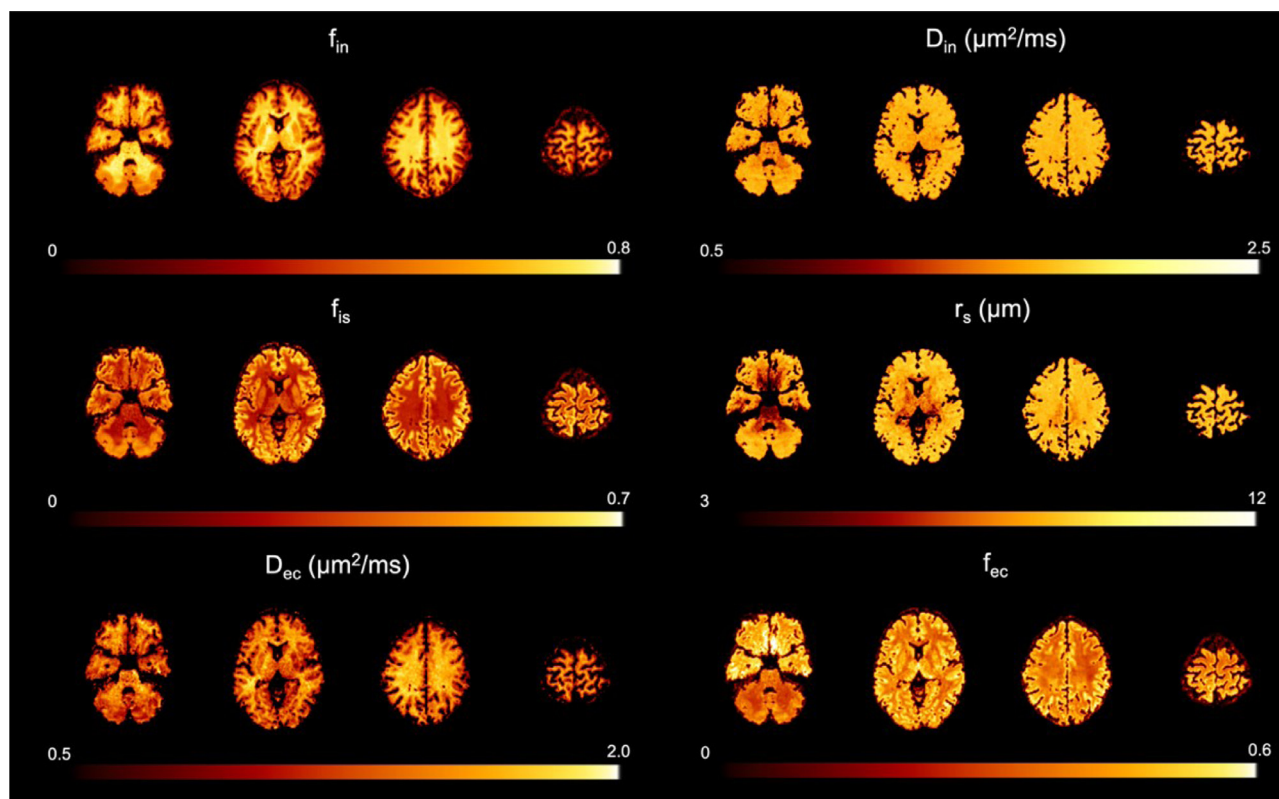 f_in
D_in (μm²/ms)
0 0.8
0.5 2.5
f_is
r_s (μm)
0 0.7
3 12
D_ec (μm²/ms)
f_ec
0.5 2.0
0 0.6